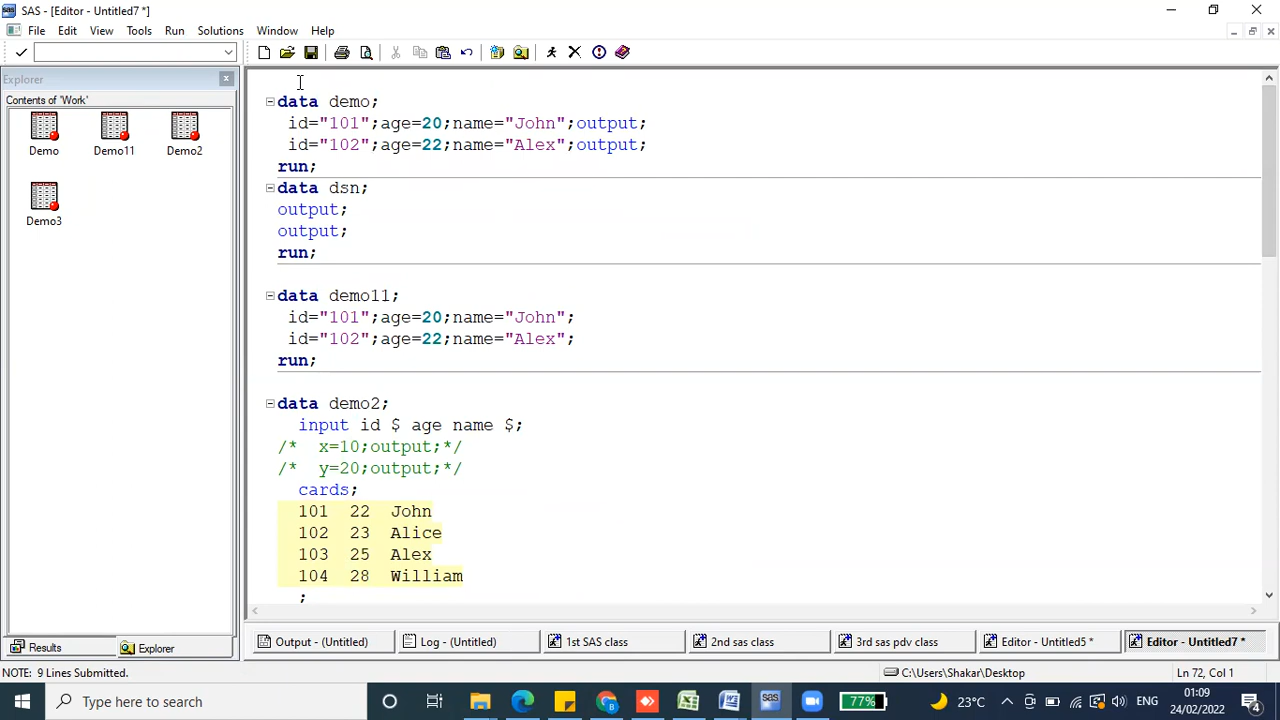 SAS - [Editor - Untitled7 *]
File Edit View Tools Run Solutions Window Help
Explorer
Contents of 'Work'
Demo Demo11 Demo2
Demo3
data demo;
id="101";age=20;name="John";output;
id="102";age=22;name="Alex";output;
run;
data dsn;
output;
output;
run;
data demo11;
id="101";age=20;name="John";
id="102";age=22;name="Alex";
run;
data demo2;
input id $ age name $;
/* x=10;output;*/
/* y=20;output;*/
cards;
101 22 John
102 23 Alice
103 25 Alex
104 28 William
;
Results Explorer
Output - (Untitled) Log - (Untitled) 1st SAS class 2nd sas class 3rd sas pdv class Editor - Untitled5 * Editor - Untitled7 *
NOTE: 9 Lines Submitted. C:\Users\Shakar\Desktop Ln 72, Col 1
Type here to search 77% 23°C ENG 01:09
24/02/2022 4